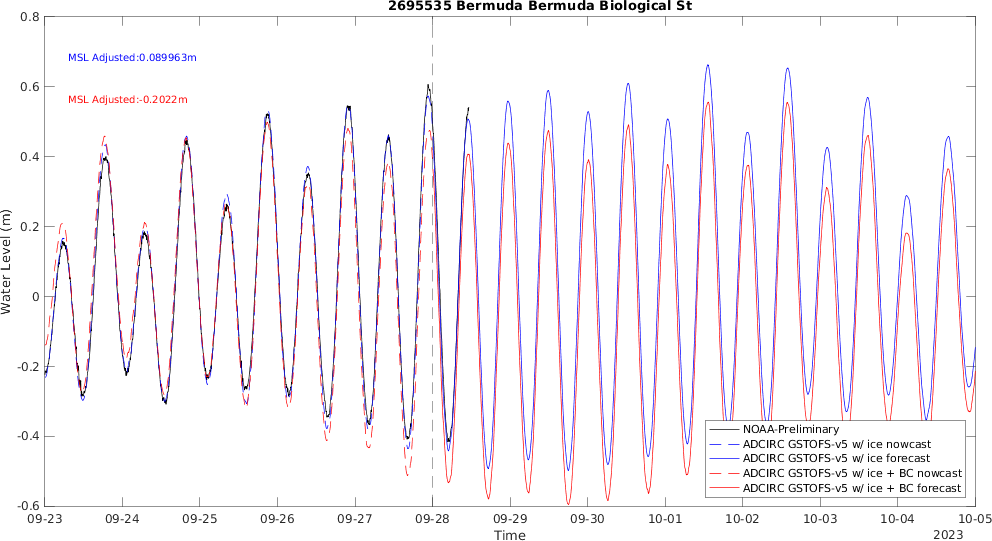 2695535 Bermuda Bermuda Biological St
MSL Adjusted:0.089963m
MSL Adjusted:-0.2022m
Water Level (m)
0.8
0.6
0.4
0.2
0
-0.2
-0.4
-0.6
NOAA-Preliminary
ADCIRC GSTOFS-v5 w/ ice nowcast
ADCIRC GSTOFS-v5 w/ ice forecast
ADCIRC GSTOFS-v5 w/ ice + BC nowcast
ADCIRC GSTOFS-v5 w/ ice + BC forecast
09-23 09-24 09-25 09-26 09-27 09-28 09-29 09-30 10-01 10-02 10-03 10-04 10-05
Time
2023